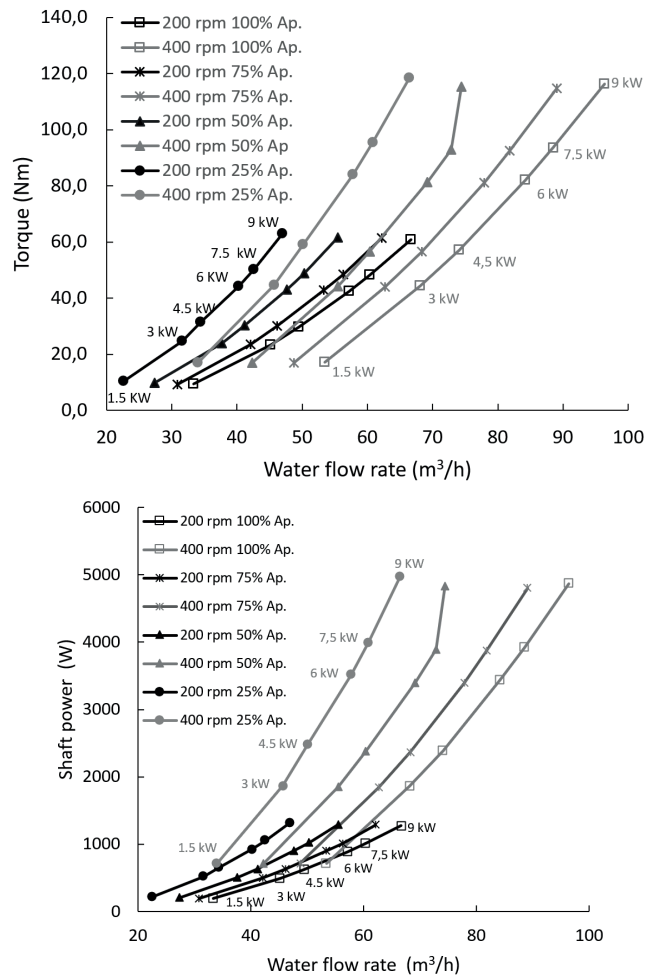 140,0
120,0
100,0
80,0
60,0
40,0
20,0
0,0
Torque (Nm)
200 rpm 100% Ap.
400 rpm 100% Ap.
200 rpm 75% Ap.
400 rpm 75% Ap.
200 rpm 50% Ap.
400 rpm 50% Ap
200 rpm 25% Ap.
400 rpm 25% Ap.
9 kW
7.5 kW
6 KW
4.5 kW
3 kW
1.5 KW
9 kW
7,5 kW
6 kW
4,5 KW
3 kW
1.5 kW
20 30 40 50 60 70 80 90 100
Water flow rate (m³/h)
6000
5000
4000
3000
2000
1000
0
Shaft power (W)
200 rpm 100% Ap.
400 rpm 100% Ap.
200 rpm 75% Ap.
400 rpm 75% Ap.
200 rpm 50% Ap.
400 rpm 50% Ap.
200 rpm 25% Ap.
400 rpm 25% Ap.
9 KW
7,5 kW
6 kW
4.5 kW
3 kW
1.5 kW
9 kW
7,5 kW
6 kW
4.5 kW
3 kW
1.5 kW
20 40 60 80 100
Water flow rate (m³/h)